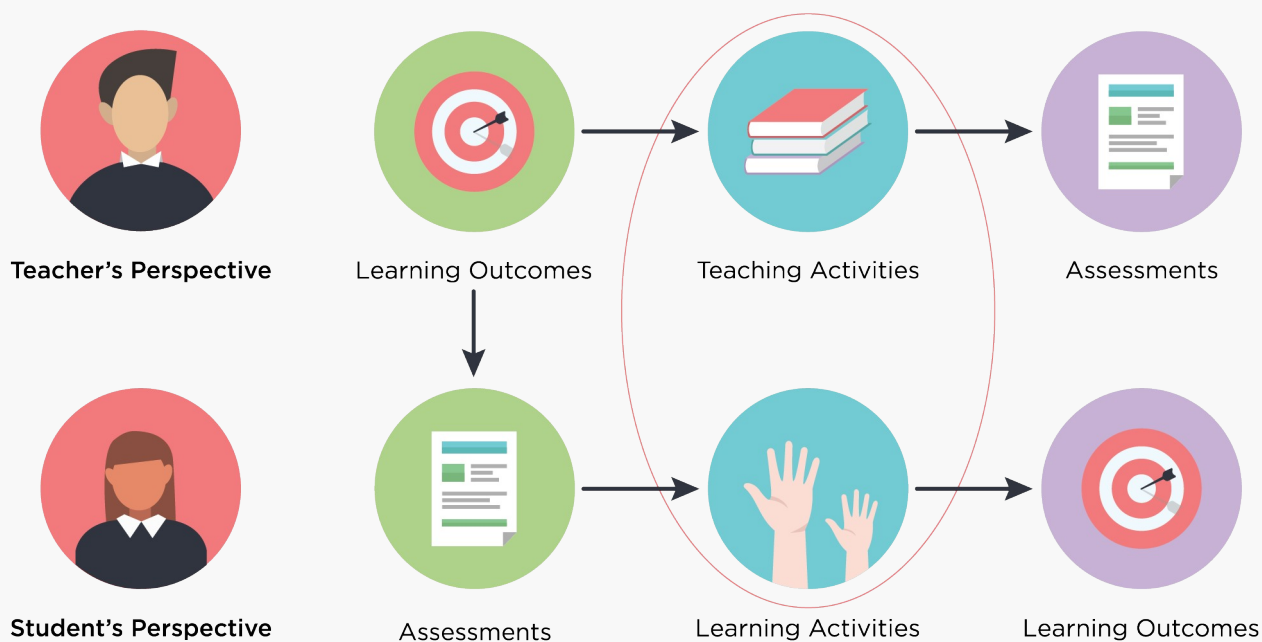 Teacher's Perspective
Learning Outcomes
Teaching Activities
Assessments
Student's Perspective
Assessments
Learning Activities
Learning Outcomes